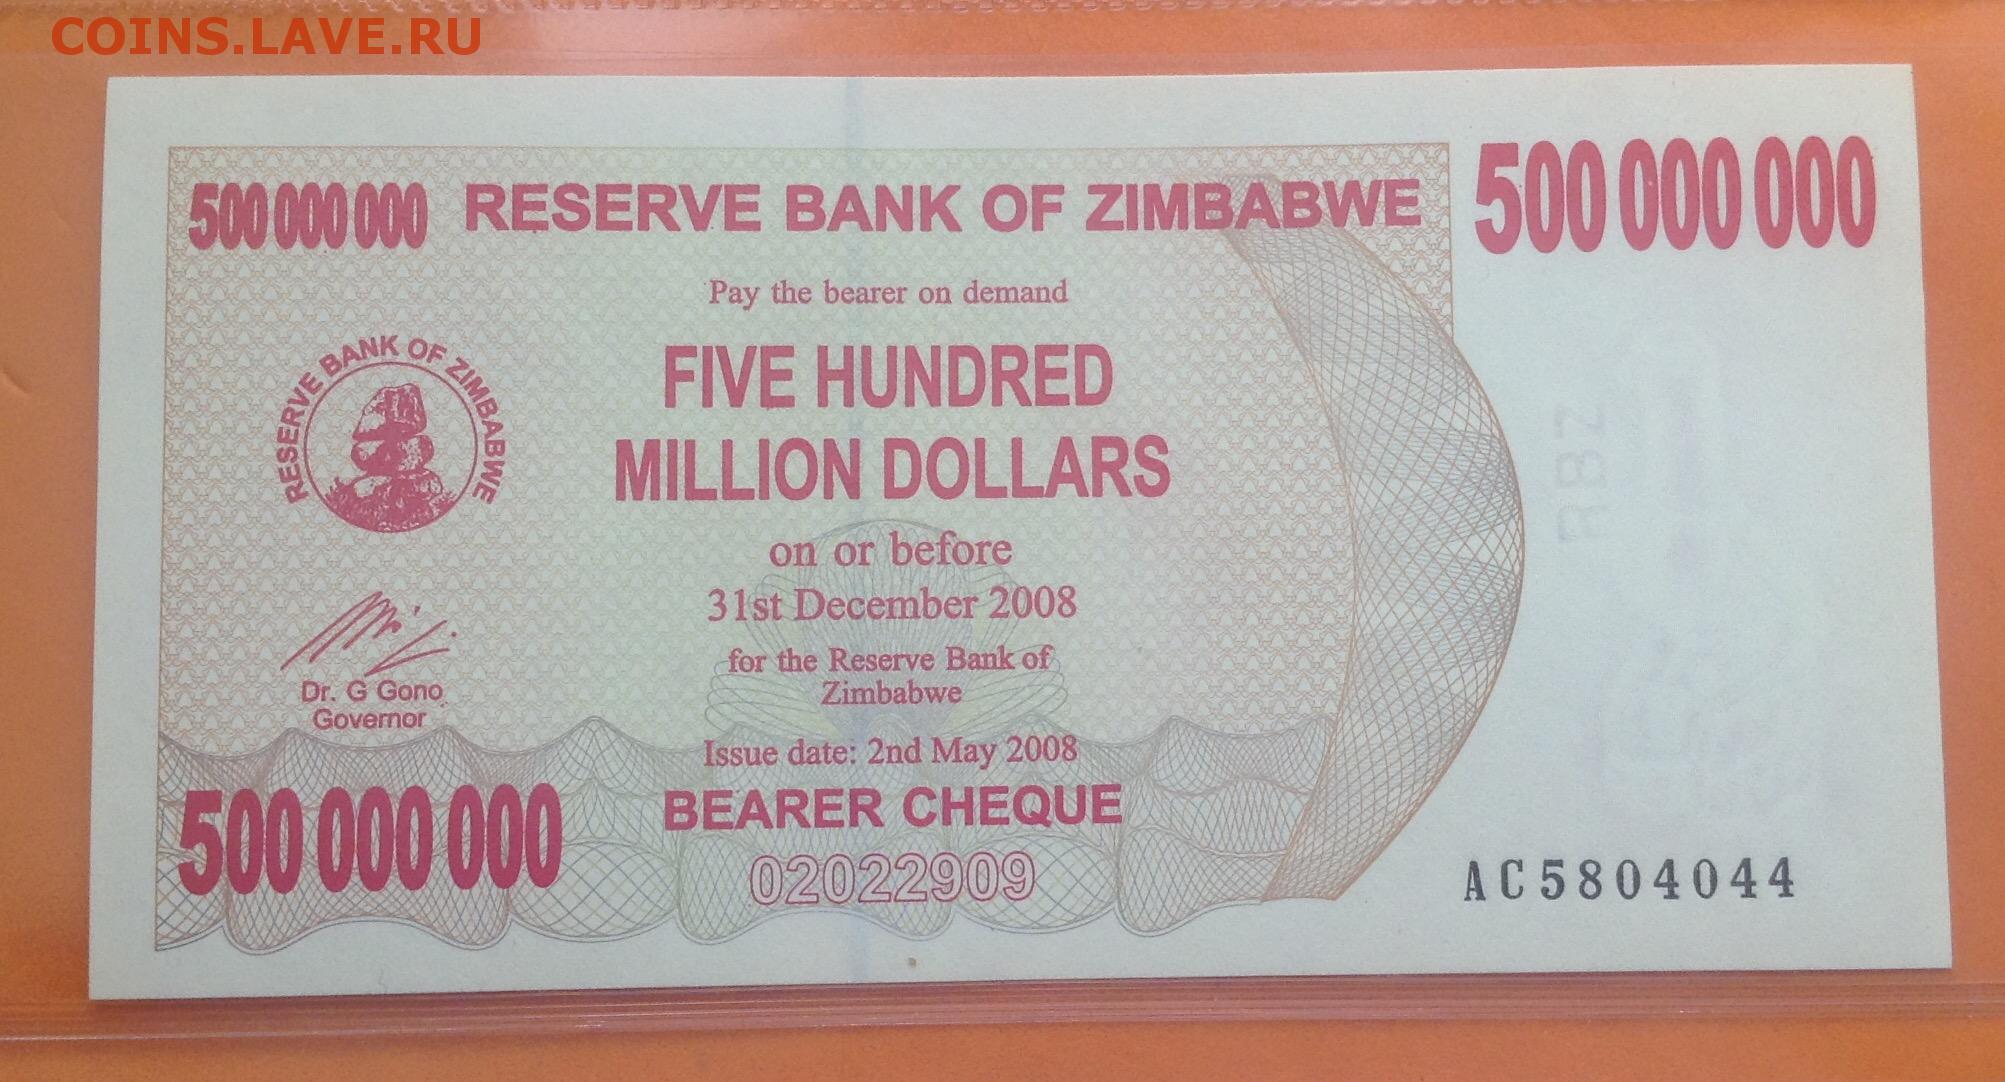 COINS.LAVE.RU
500 000 000 RESERVE BANK OF ZIMBABWE 500 000 000
Pay the bearer on demand
FIVE HUNDRED
MILLION DOLLARS
on or before
31st December 2008
for the Reserve Bank of
Zimbabwe
RESERVE BANK OF ZIMBABWE
Dr. G Gono
Governor
Issue date: 2nd May 2008
500 000 000 BEARER CHEQUE
02022909
AC5804044